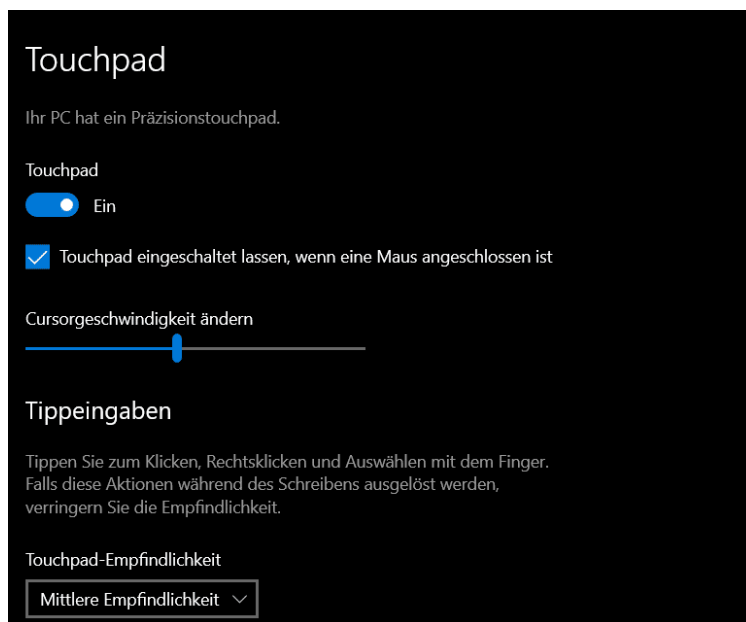 Touchpad
Ihr PC hat ein Präzisionstouchpad.
Touchpad
Ein
Touchpad eingeschaltet lassen, wenn eine Maus angeschlossen ist
Cursorgeschwindigkeit ändern
Tippeingaben
Tippen Sie zum Klicken, Rechtsklicken und Auswählen mit dem Finger.
Falls diese Aktionen während des Schreibens ausgelöst werden,
verringern Sie die Empfindlichkeit.
Touchpad-Empfindlichkeit
Mittlere Empfindlichkeit